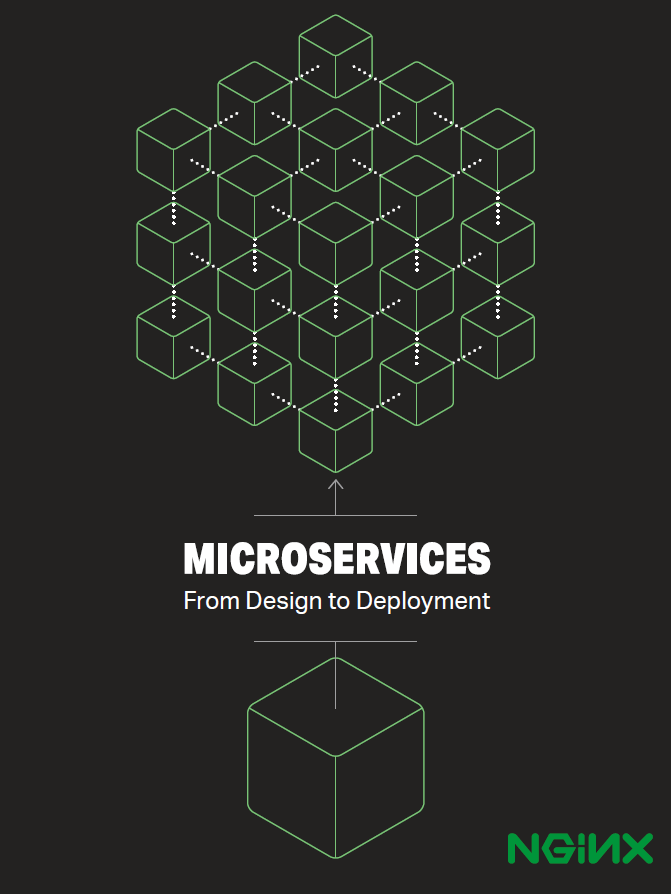 MICROSERVICES
From Design to Deployment
NGINX